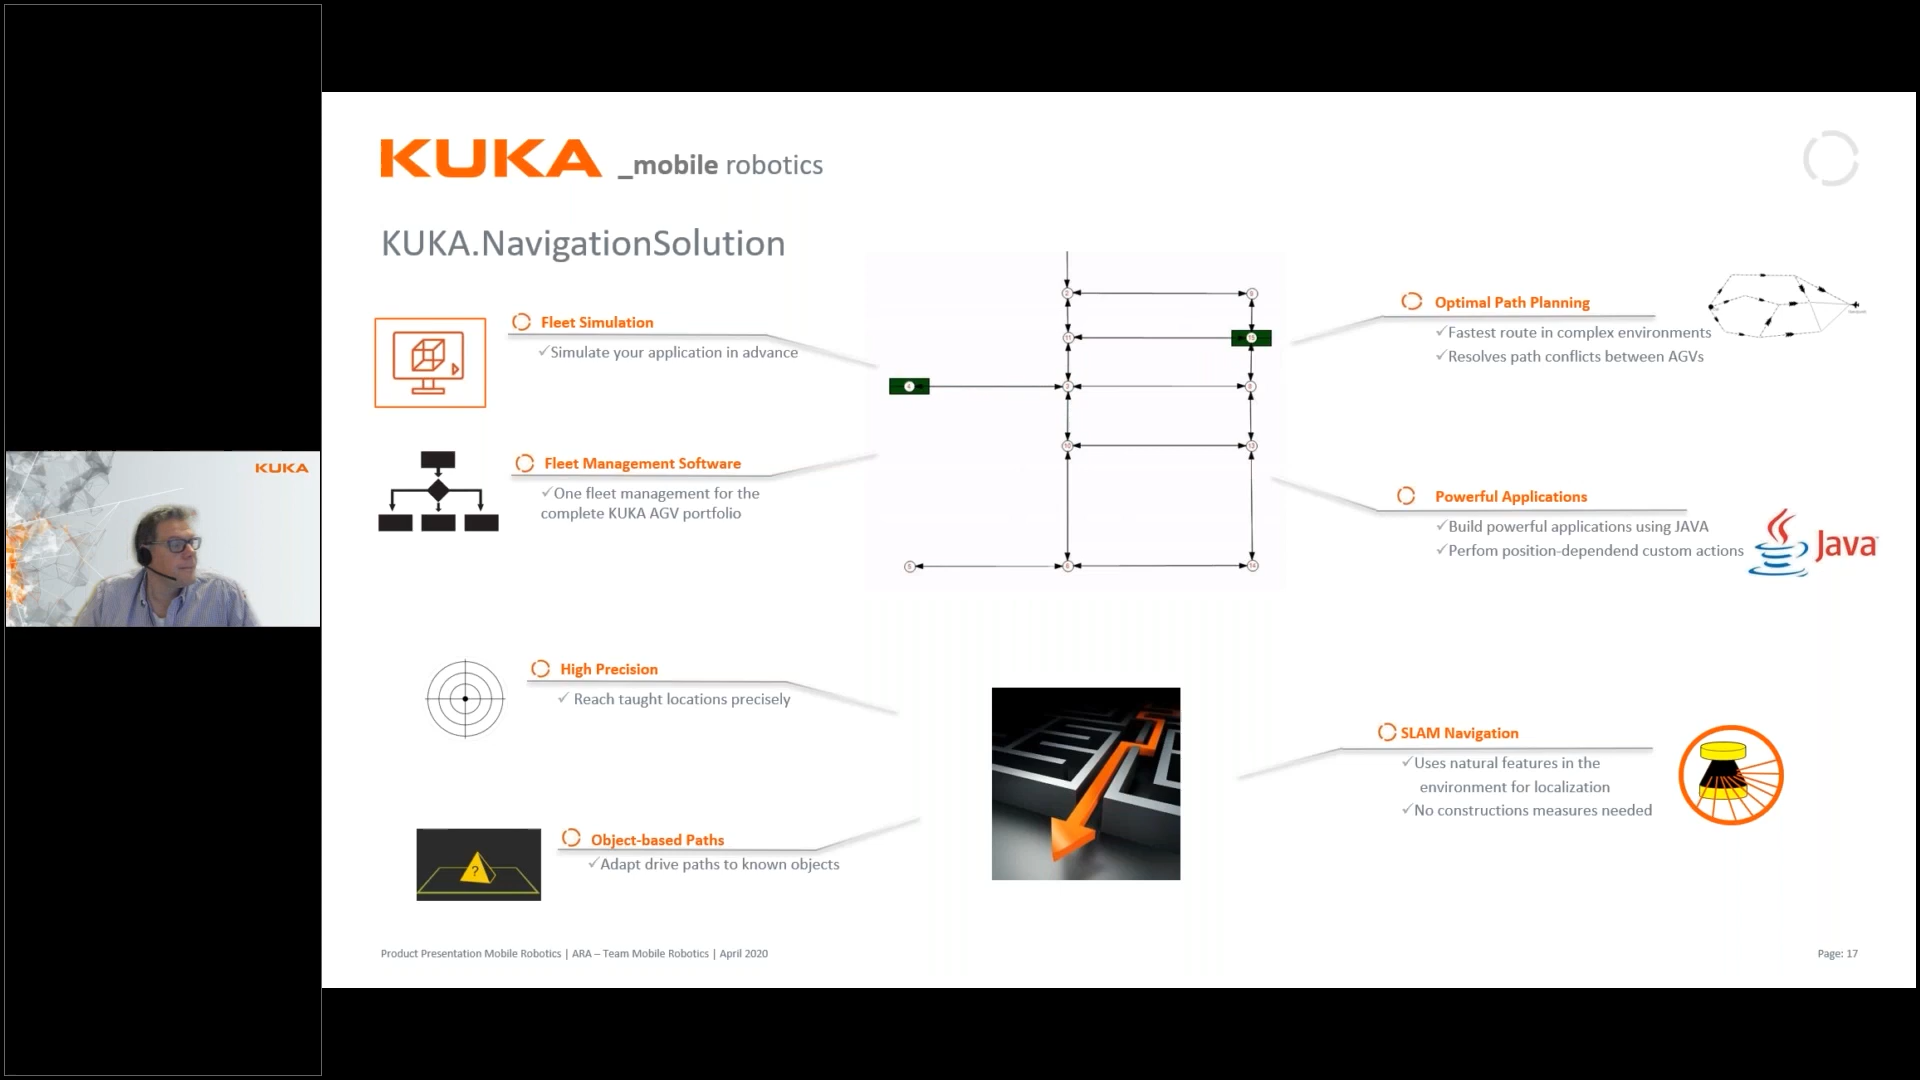 KUKA _mobile robotics
KUKA.NavigationSolution
Fleet Simulation
✓Simulate your application in advance
Fleet Management Software
✓One fleet management for the
complete KUKA AGV portfolio
KUKA
High Precision
✓ Reach taught locations precisely
Object-based Paths
✓Adapt drive paths to known objects
?
Optimal Path Planning
✓Fastest route in complex environments
✓Resolves path conflicts between AGVs
Powerful Applications
✓Build powerful applications using JAVA
✓Perfom position-dependend custom actions
Java
SLAM Navigation
✓Uses natural features in the
environment for localization
✓No constructions measures needed
Product Presentation Mobile Robotics | ARA – Team Mobile Robotics | April 2020
Page: 17